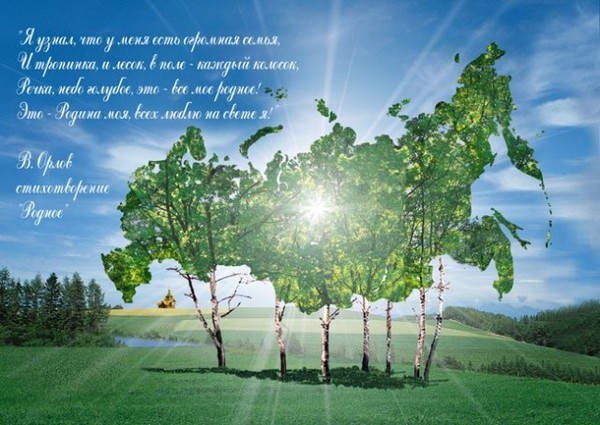 "Я узнал, что у меня есть огромная семья,
И тропинка, и лесок, в поле - каждый колосок,
Речка, небо голубое, это - все мое родное!
Это - Родина моя, всех люблю на свете я!"
В. Орлов
стихотворение
"Родное"